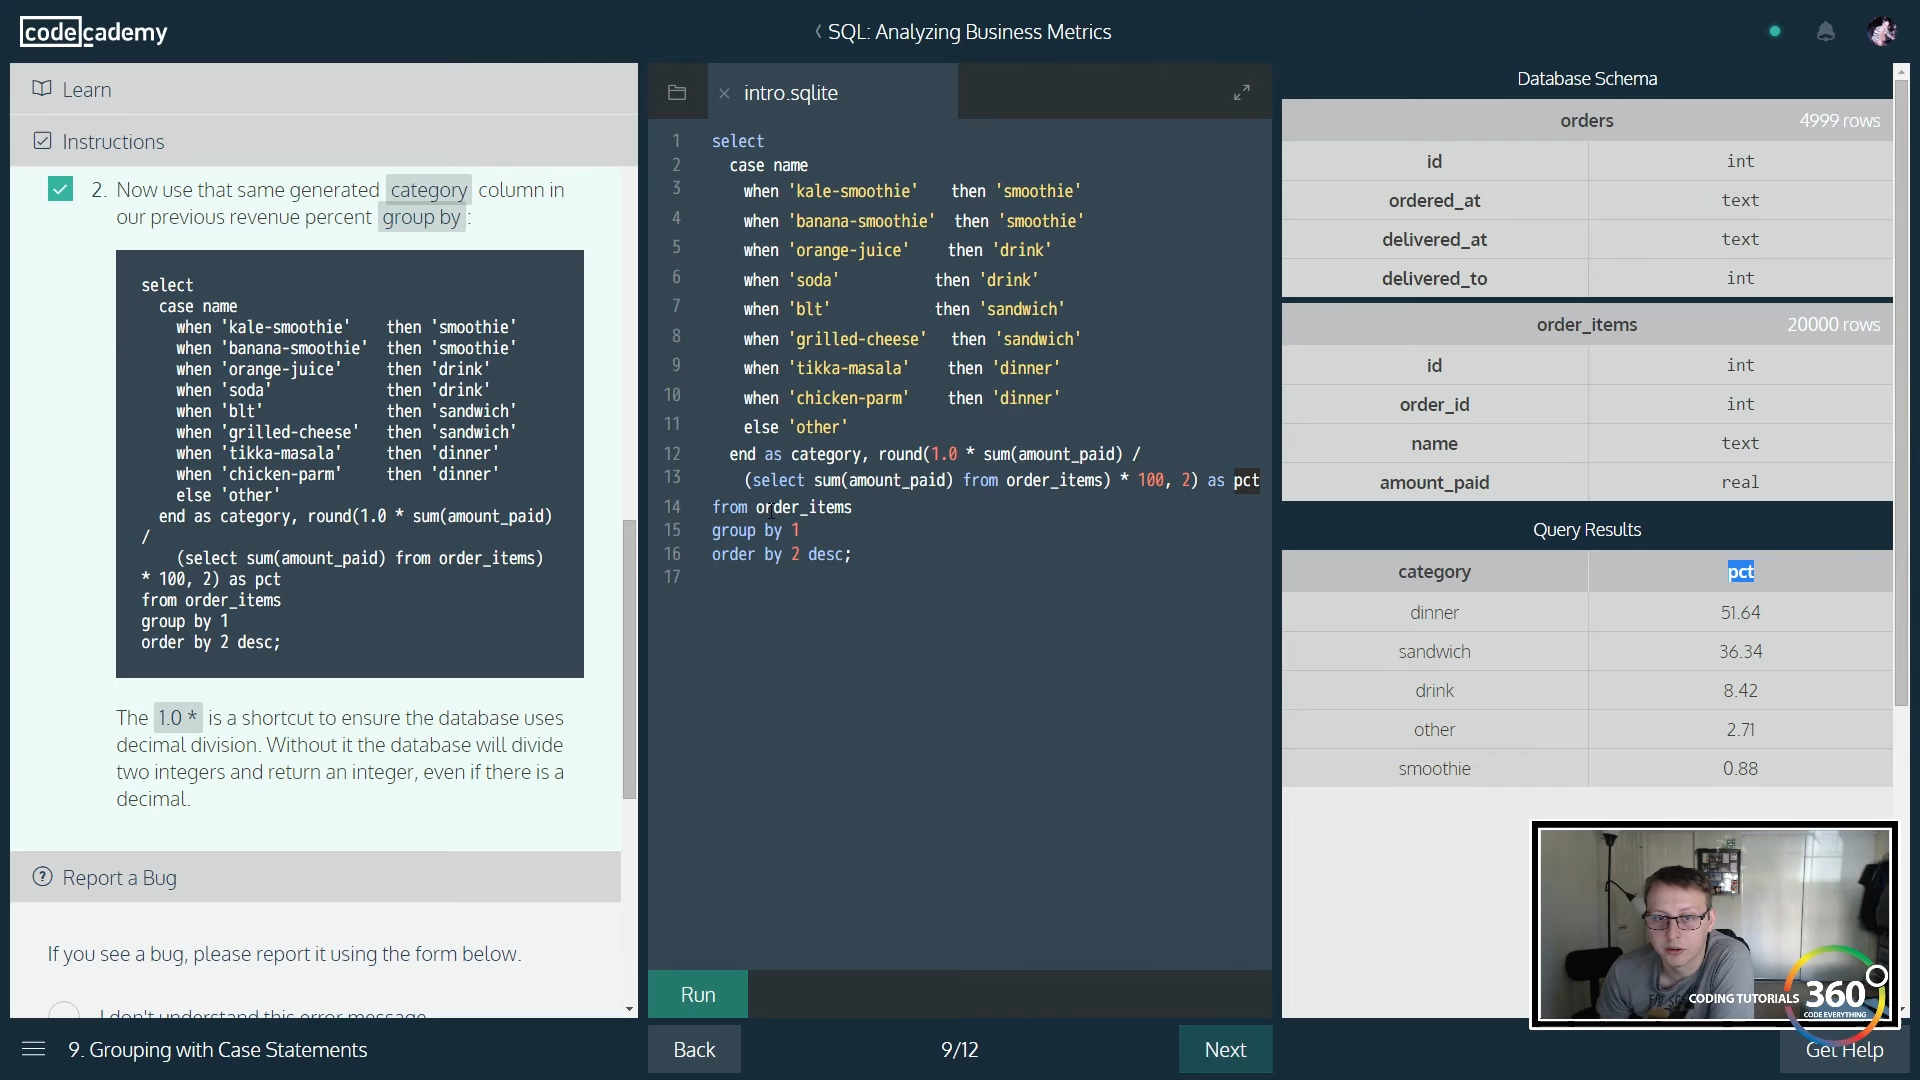 codecademy
SQL: Analyzing Business Metrics
Learn
Instructions
2. Now use that same generated category column in
our previous revenue percent group by :
select
case name
when 'kale-smoothie' then 'smoothie'
when 'banana-smoothie' then 'smoothie'
when 'orange-juice' then 'drink'
when 'soda' then 'drink'
when 'blt' then 'sandwich'
when 'grilled-cheese' then 'sandwich'
when 'tikka-masala' then 'dinner'
when 'chicken-parm' then 'dinner'
else 'other'
end as category, round(1.0 * sum(amount_paid)
/
(select sum(amount_paid) from order_items)
* 100, 2) as pct
from order_items
group by 1
order by 2 desc;
The 1.0 * is a shortcut to ensure the database uses
decimal division. Without it the database will divide
two integers and return an integer, even if there is a
decimal.
Report a Bug
If you see a bug, please report it using the form below.
I don't understand this error message
intro.sqlite
1 select
2 case name
3 when 'kale-smoothie' then 'smoothie'
4 when 'banana-smoothie' then 'smoothie'
5 when 'orange-juice' then 'drink'
6 when 'soda' then 'drink'
7 when 'blt' then 'sandwich'
8 when 'grilled-cheese' then 'sandwich'
9 when 'tikka-masala' then 'dinner'
10 when 'chicken-parm' then 'dinner'
11 else 'other'
12 end as category, round(1.0 * sum(amount_paid) /
13 (select sum(amount_paid) from order_items) * 100, 2) as pct
14 from order_items
15 group by 1
16 order by 2 desc;
17
Run
Database Schema
orders 4999 rows
id int
ordered_at text
delivered_at text
delivered_to int
order_items 20000 rows
id int
order_id int
name text
amount_paid real
Query Results
category pct
dinner 51.64
sandwich 36.34
drink 8.42
other 2.71
smoothie 0.88
CODING TUTORIALS 360
CODE EVERYTHING
9. Grouping with Case Statements
Back
9/12
Next
Get Help